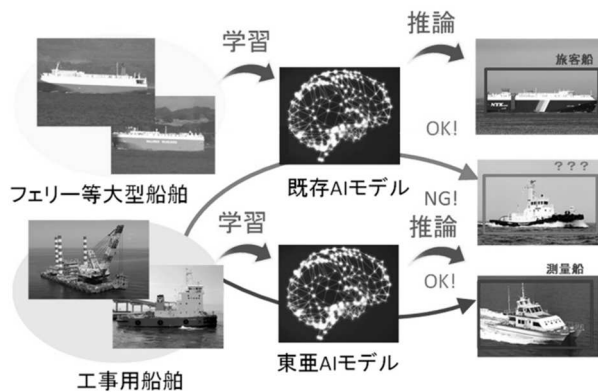 学習
推論
旅客船
OK!
フェリー等大型船舶
既存AIモデル
???
NG!
学習
推論
OK!
測量船
工事用船舶
東亜AIモデル